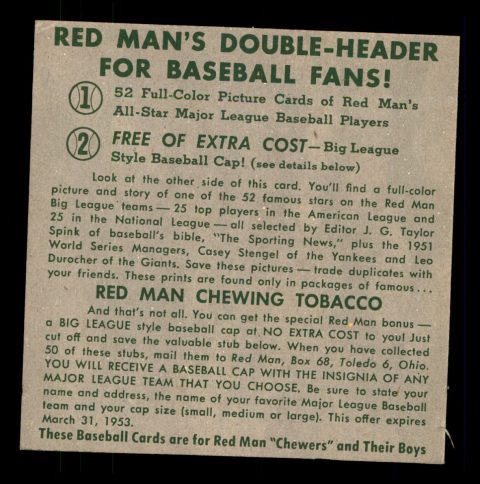 RED MAN'S DOUBLE-HEADER
FOR BASEBALL FANS!
1 52 Full-Color Picture Cards of Red Man's
All-Star Major League Baseball Players
2 FREE OF EXTRA COST—Big League
Style Baseball Cap! (see details below)
Look at the other side of this card. You'll find a full-color
picture and story of one of the 52 famous stars on the Red Man
Big League teams — 25 top players in the American League and
25 in the National League — all selected by Editor J. G. Taylor
Spink of baseball's bible, "The Sporting News," plus the 1951
World Series Managers, Casey Stengel of the Yankees and Leo
Durocher of the Giants. Save these pictures — trade duplicates with
your friends. These prints are found only in packages of famous...
RED MAN CHEWING TOBACCO
And that's not all. You can get the special Red Man bonus —
a BIG LEAGUE style baseball cap at NO EXTRA COST to you! Just
cut off and save the valuable stub below. When you have collected
50 of these stubs, mail them to Red Man, Box 68, Toledo 6, Ohio.
YOU WILL RECEIVE A BASEBALL CAP WITH THE INSIGNIA OF ANY
MAJOR LEAGUE TEAM THAT YOU CHOOSE. Be sure to state your
name and address, the name of your favorite Major League Baseball
team and your cap size (small, medium or large). This offer expires
March 31, 1953.
These Baseball Cards are for Red Man "Chewers" and Their Boys